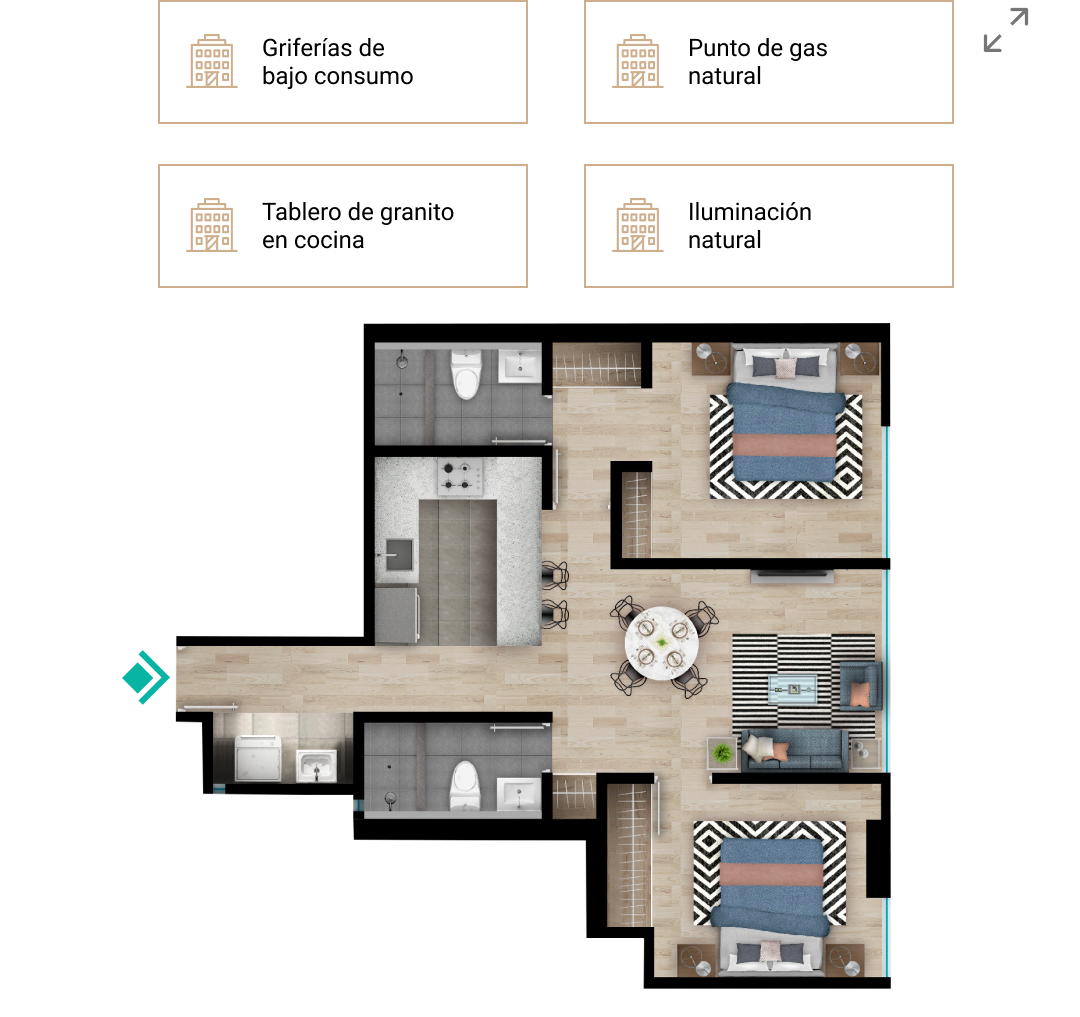 Griferías de
bajo consumo
Punto de gas
natural
Tablero de granito
en cocina
Iluminación
natural